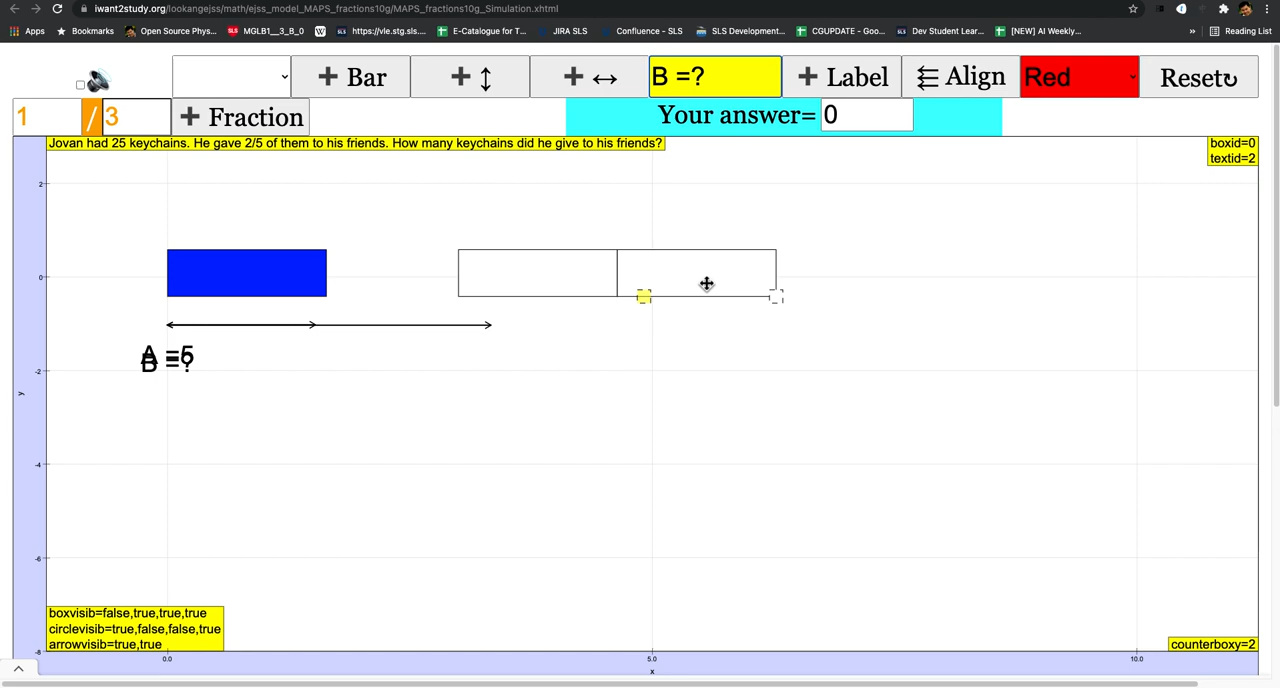 iwant2study.org/lookangejss/math/ejss_model_MAPS_fractions10g/MAPS_fractions10g_Simulation.xhtml
Apps Bookmarks Open Source Phys... SLS MGLB1__3_B_0 W SLS https://vle.stg.sls.... E-Catalogue for T... JIRA SLS Confluence - SLS SLS Development... CGUPDATE - Goo... SLS Dev Student Lear... [NEW] AI Weekly... » Reading List
+ Bar + ↕ + ↔ B =? + Label Align Red Reset↻
1 / 3 + Fraction Your answer= 0
Jovan had 25 keychains. He gave 2/5 of them to his friends. How many keychains did he give to his friends?
boxid=0
textid=2
2
0
-2
-4
-6
-8
y
A =5
B =?
boxvisib=false,true,true,true
circlevisib=true,false,false,true
arrowvisib=true,true
counterboxy=2
0.0 5.0 10.0
x